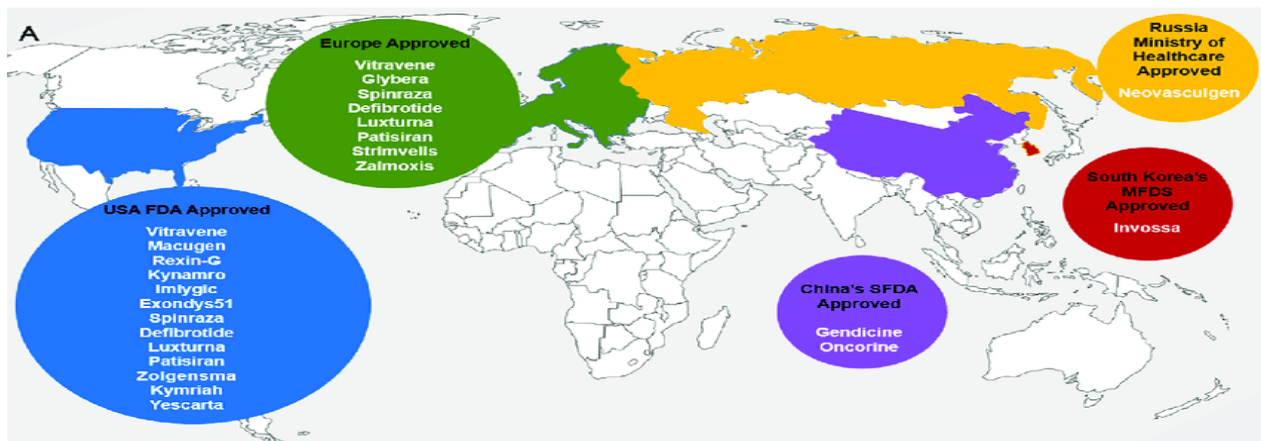 A
Europe Approved
Vitravene
Glybera
Spinraza
Defibrotide
Luxturna
Patisiran
Strimvelis
Zalmoxis
USA FDA Approved
Vitravene
Macugen
Rexin-G
Kynamro
Imlygic
Exondys51
Spinraza
Defibrotide
Luxturna
Patisiran
Zolgensma
Kymriah
Yescarta
Russia
Ministry of
Healthcare
Approved
Neovasculgen
South Korea's
MFDS
Approved
Invossa
China's SFDA
Approved
Gendicine
Oncorine